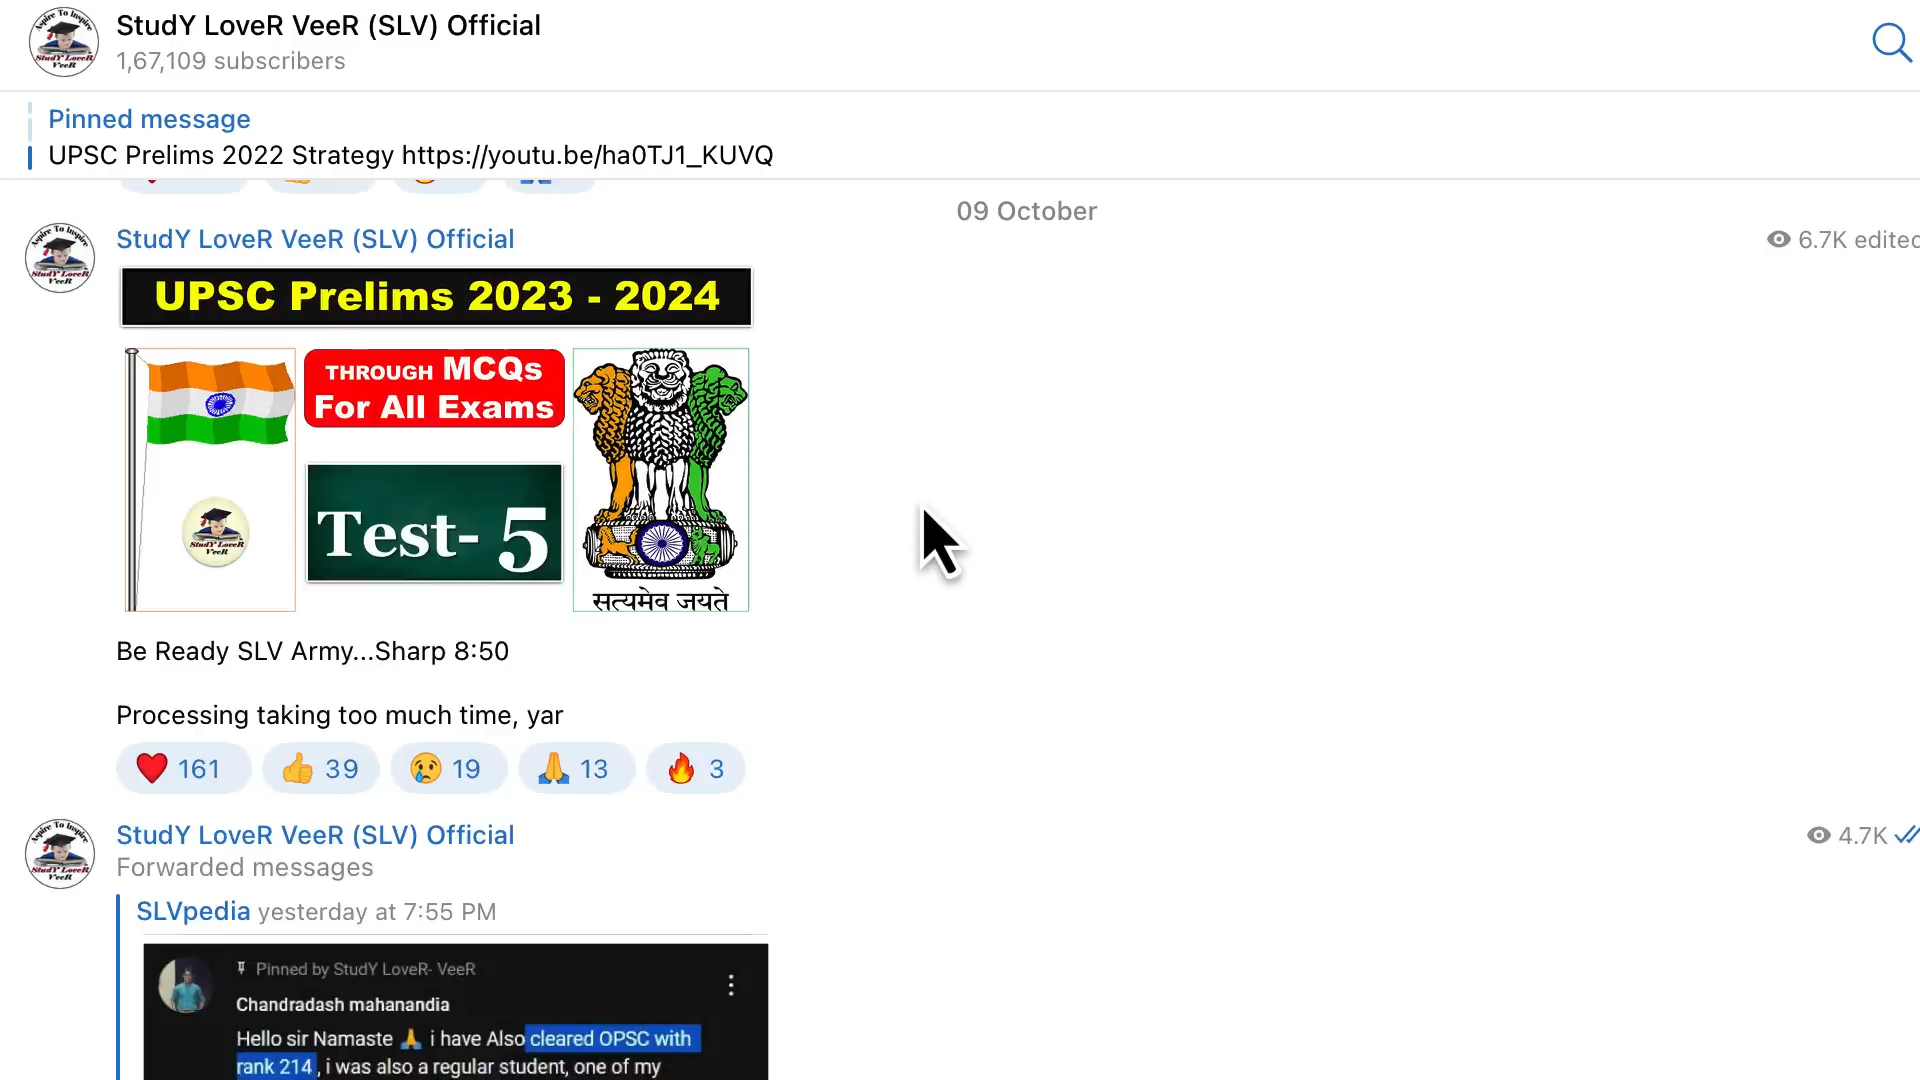 StudY LoveR VeeR (SLV) Official
1,67,109 subscribers
Pinned message
UPSC Prelims 2022 Strategy https://youtu.be/ha0TJ1_KUVQ
09 October
StudY LoveR VeeR (SLV) Official
6.7K edited
UPSC Prelims 2023 - 2024
THROUGH MCQs
For All Exams
Test- 5
सत्यमेव जयते
Be Ready SLV Army...Sharp 8:50
Processing taking too much time, yar
161 39 19 13 3
StudY LoveR VeeR (SLV) Official
4.7K
Forwarded messages
SLVpedia yesterday at 7:55 PM
Pinned by StudY LoveR- VeeR
Chandradash mahanandia
Hello sir Namaste 🙏 i have Also cleared OPSC with
rank 214 , i was also a regular student, one of my